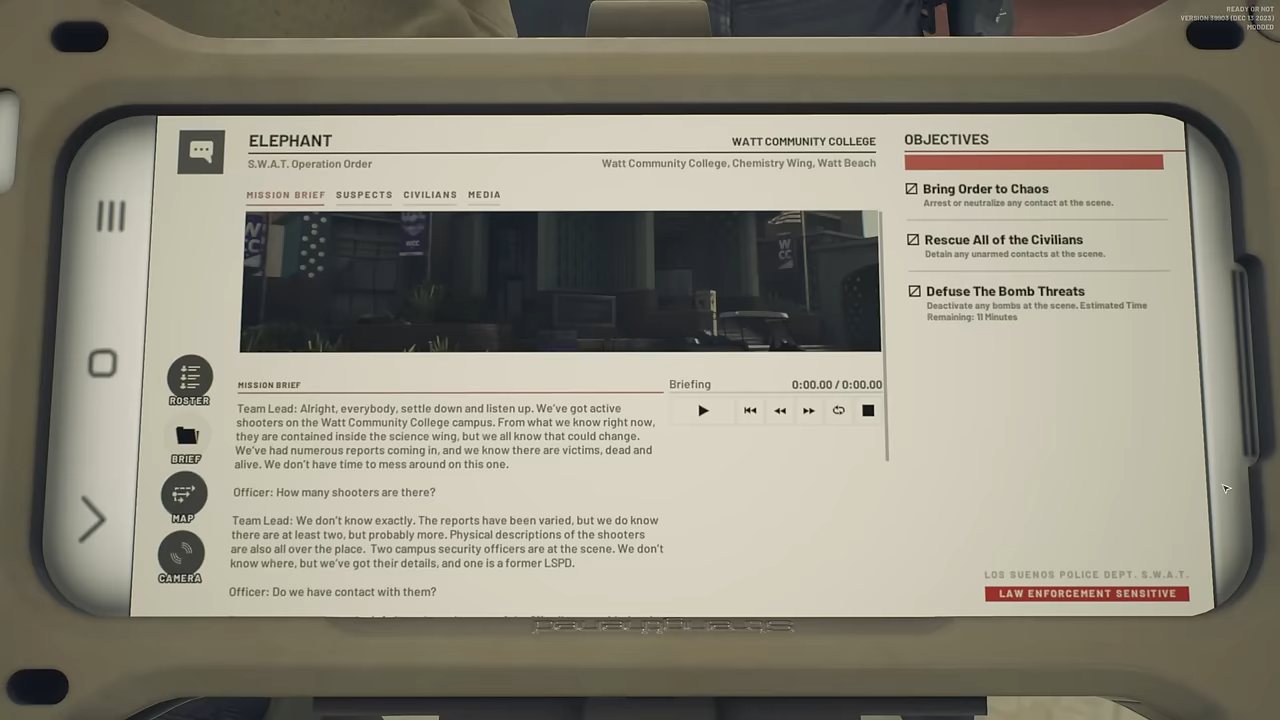 READY OR NOT
VERSION 39903 (DEC 13 2023)
MODDED
ELEPHANT
WATT COMMUNITY COLLEGE
S.W.A.T. Operation Order
Watt Community College, Chemistry Wing, Watt Beach
MISSION BRIEF SUSPECTS CIVILIANS MEDIA
WCC
MISSION BRIEF
Team Lead: Alright, everybody, settle down and listen up. We've got active
shooters on the Watt Community College campus. From what we know right now,
they are contained inside the science wing, but we all know that could change.
We've had numerous reports coming in, and we know there are victims, dead and
alive. We don't have time to mess around on this one.
Officer: How many shooters are there?
Team Lead: We don't know exactly. The reports have been varied, but we do know
there are at least two, but probably more. Physical descriptions of the shooters
are also all over the place. Two campus security officers are at the scene. We don't
know where, but we've got their details, and one is a former LSPD.
Officer: Do we have contact with them?
Briefing 0:00.00 / 0:00.00
ROSTER
BRIEF
MAP
CAMERA
OBJECTIVES
Bring Order to Chaos
Arrest or neutralize any contact at the scene.
Rescue All of the Civilians
Detain any unarmed contacts at the scene.
Defuse The Bomb Threats
Deactivate any bombs at the scene. Estimated Time
Remaining: 11 Minutes
LOS SUENOS POLICE DEPT. S.W.A.T.
LAW ENFORCEMENT SENSITIVE